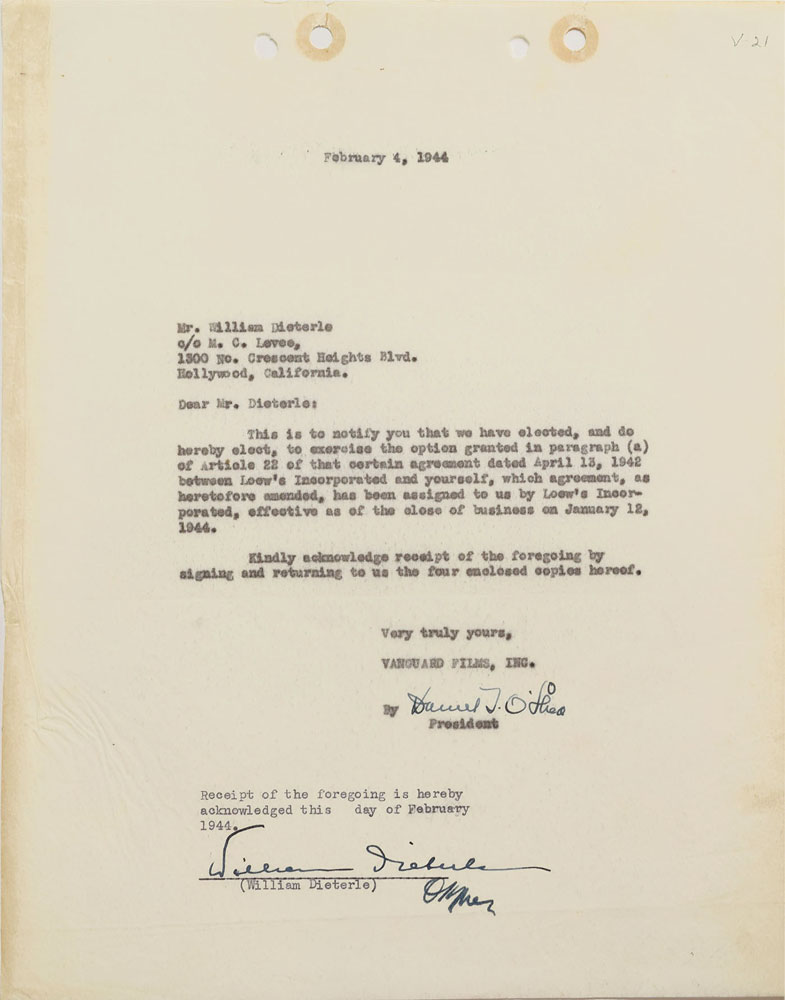 V-21
February 4, 1944
Mr. William Dieterle
c/o M. C. Levee,
1300 No. Crescent Heights Blvd.
Hollywood, California.
Dear Mr. Dieterle:
This is to notify you that we have elected, and do
hereby elect, to exercise the option granted in paragraph (a)
of Article 22 of that certain agreement dated April 13, 1942
between Loew's Incorporated and yourself, which agreement, as
heretofore amended, has been assigned to us by Loew's Incor-
porated, effective as of the close of business on January 12,
1944.
Kindly acknowledge receipt of the foregoing by
signing and returning to us the four enclosed copies hereof.
Very truly yours,
VANGUARD FILMS, INC.
By Daniel T. O'Shea
President
Receipt of the foregoing is hereby
acknowledged this day of February
1944.
William Dieterle
(William Dieterle)